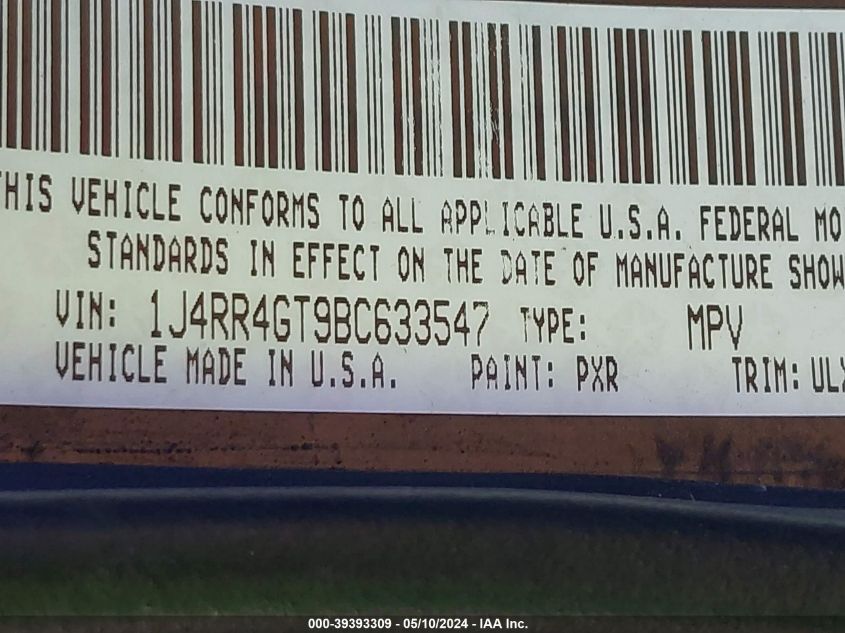 THIS VEHICLE CONFORMS TO ALL APPLICABLE U.S.A. FEDERAL MO
STANDARDS IN EFFECT ON THE DATE OF MANUFACTURE SHOW
VIN: 1J4RR4GT9BC633547 TYPE: MPV
VEHICLE MADE IN U.S.A. PAINT: PXR TRIM: ULX
000-39393309 - 05/10/2024 - IAA Inc.